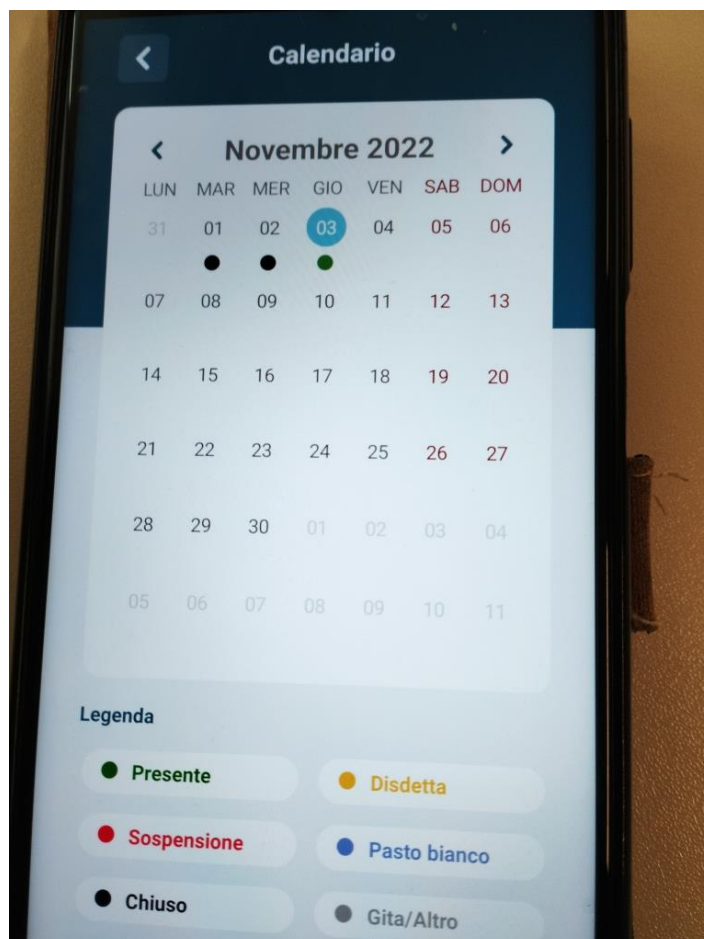 Calendario
Novembre 2022
LUN MAR MER GIO VEN SAB DOM
31 01 02 03 04 05 06
07 08 09 10 11 12 13
14 15 16 17 18 19 20
21 22 23 24 25 26 27
28 29 30 01 02 03 04
05 06 07 08 09 10 11
Legenda
Presente Disdetta
Sospensione Pasto bianco
Chiuso Gita/Altro